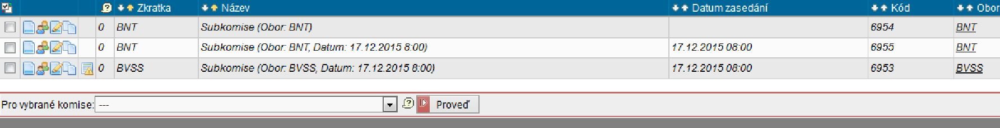 Zkratka Název Datum zasedání Kód Obor
0 BNT Subkomise (Obor: BNT) 6954 BNT
0 BNT Subkomise (Obor: BNT, Datum: 17.12.2015 8:00) 17.12.2015 08:00 6955 BNT
0 BVSS Subkomise (Obor: BVSS, Datum: 17.12.2015 8:00) 17.12.2015 08:00 6953 BVSS
Pro vybrané komise: --- Proveď